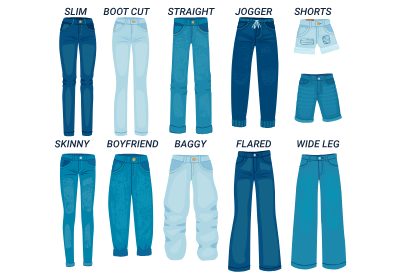 SLIM BOOT CUT STRAIGHT JOGGER SHORTS
SKINNY BOYFRIEND BAGGY FLARED WIDE LEG